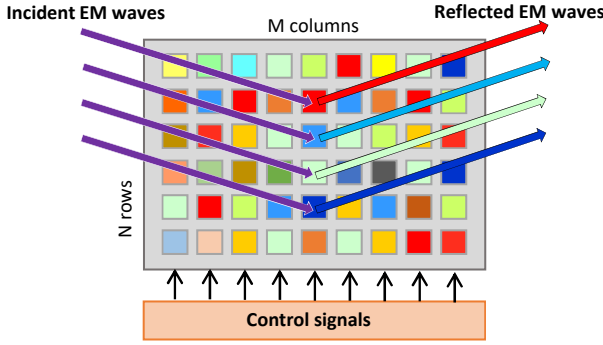 Incident EM waves
Reflected EM waves
M columns
N rows
Control signals